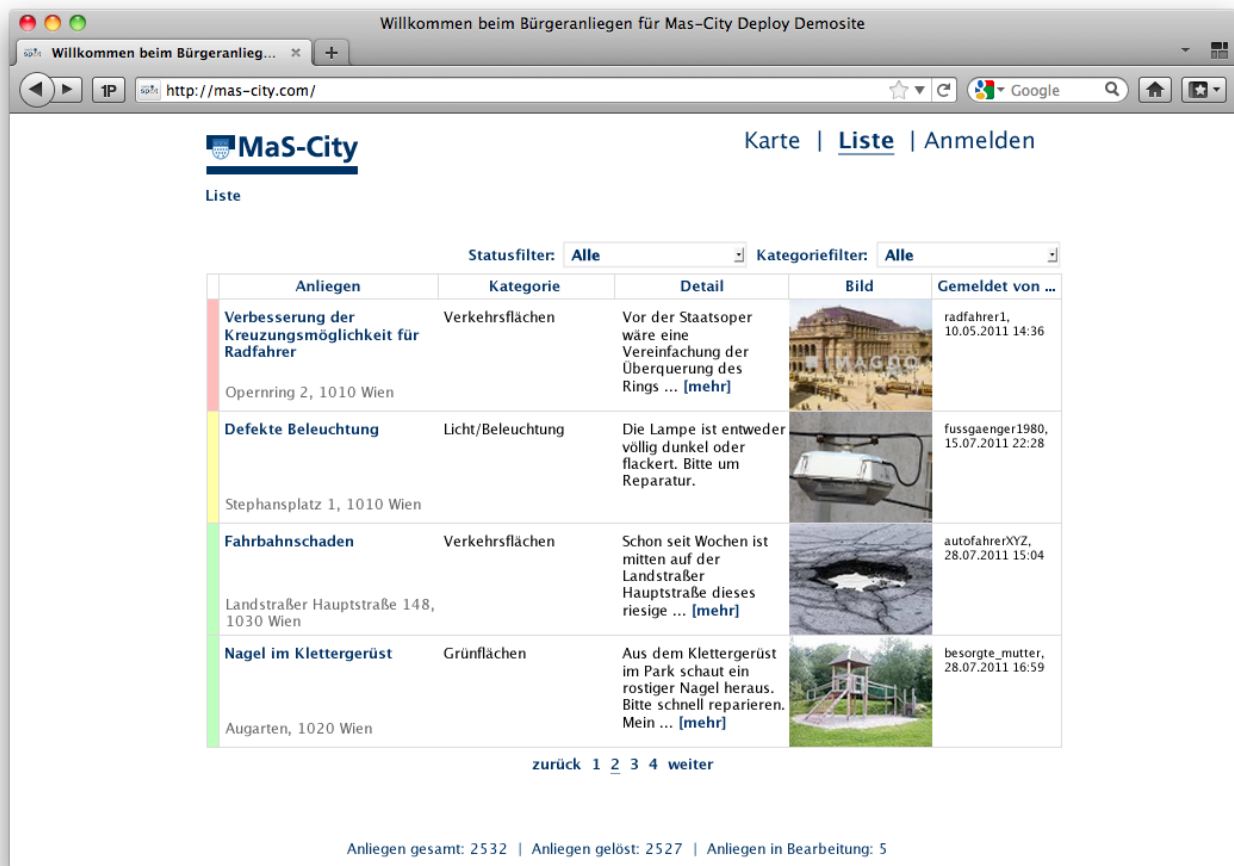 Willkommen beim Bürgeranliegen für Mas-City Deploy Demosite
Willkommen beim Bürgeranlieg...
1P
http://mas-city.com/
Google
MaS-City
Karte | Liste | Anmelden
Liste
Statusfilter: Alle Kategoriefilter: Alle
Anliegen Kategorie Detail Bild Gemeldet von ...
Verbesserung der
Kreuzungsmöglichkeit für
Radfahrer
Opernring 2, 1010 Wien
Verkehrsflächen
Vor der Staatsoper
wäre eine
Vereinfachung der
Überquerung des
Rings ... [mehr]
IMAGNO
radfahrer1,
10.05.2011 14:36
Defekte Beleuchtung
Stephansplatz 1, 1010 Wien
Licht/Beleuchtung
Die Lampe ist entweder
völlig dunkel oder
flackert. Bitte um
Reparatur.
fussgaenger1980,
15.07.2011 22:28
Fahrbahnschaden
Landstraßer Hauptstraße 148,
1030 Wien
Verkehrsflächen
Schon seit Wochen ist
mitten auf der
Landstraßer
Hauptstraße dieses
riesige ... [mehr]
autofahrerXYZ,
28.07.2011 15:04
Nagel im Klettergerüst
Augarten, 1020 Wien
Grünflächen
Aus dem Klettergerüst
im Park schaut ein
rostiger Nagel heraus.
Bitte schnell reparieren.
Mein ... [mehr]
besorgte_mutter,
28.07.2011 16:59
zurück 1 2 3 4 weiter
Anliegen gesamt: 2532 | Anliegen gelöst: 2527 | Anliegen in Bearbeitung: 5